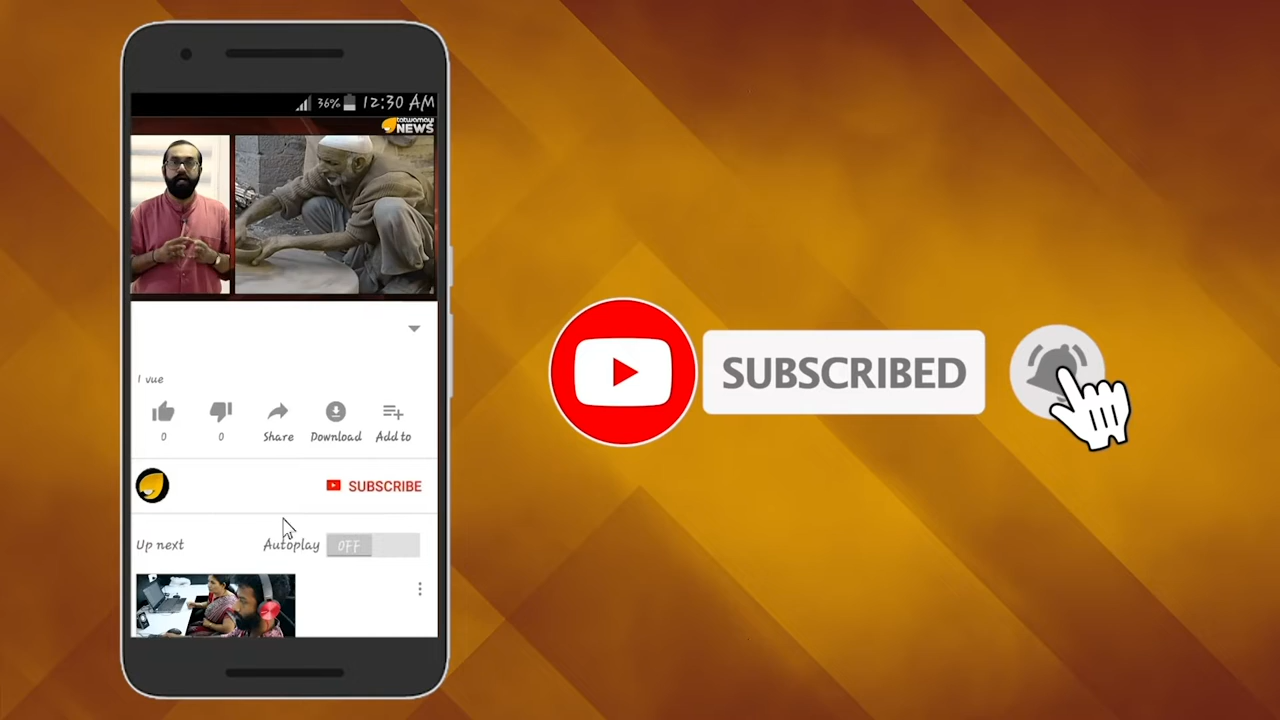 36% 12:30 AM
tatwamayi
NEWS
1 vue
0 0 Share Download Add to
SUBSCRIBE
Up next Autoplay OFF
SUBSCRIBED